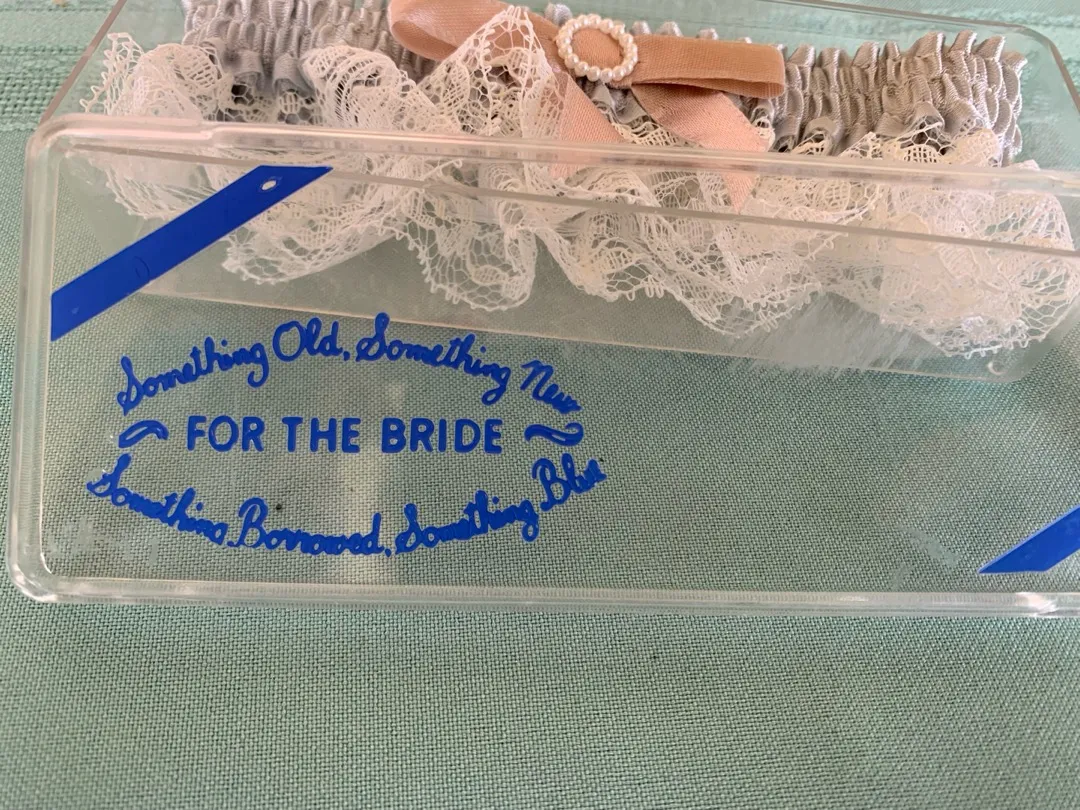 Something Old, Something New
FOR THE BRIDE
Something Borrowed, Something Blue